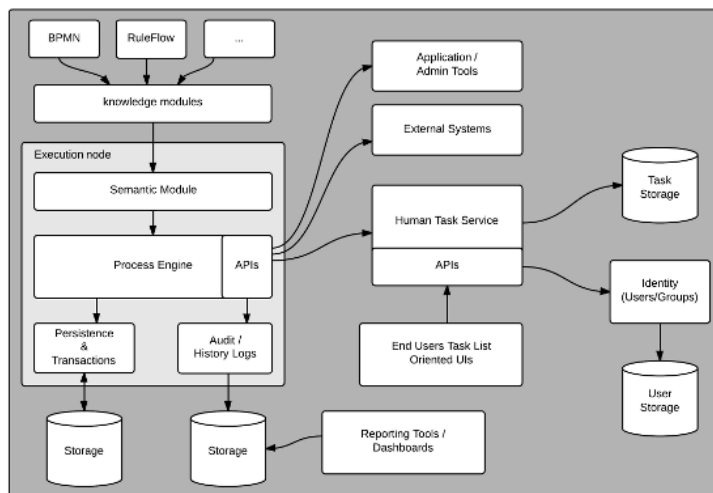 BPMN
RuleFlow
...
knowledge modules
Application /
Admin Tools
External Systems
Execution node
Semantic Module
Process Engine
APIs
Human Task Service
APIs
Task
Storage
Identity
(Users/Groups)
Persistence
&
Transactions
Audit /
History Logs
End Users Task List
Oriented UIs
User
Storage
Storage
Storage
Reporting Tools /
Dashboards